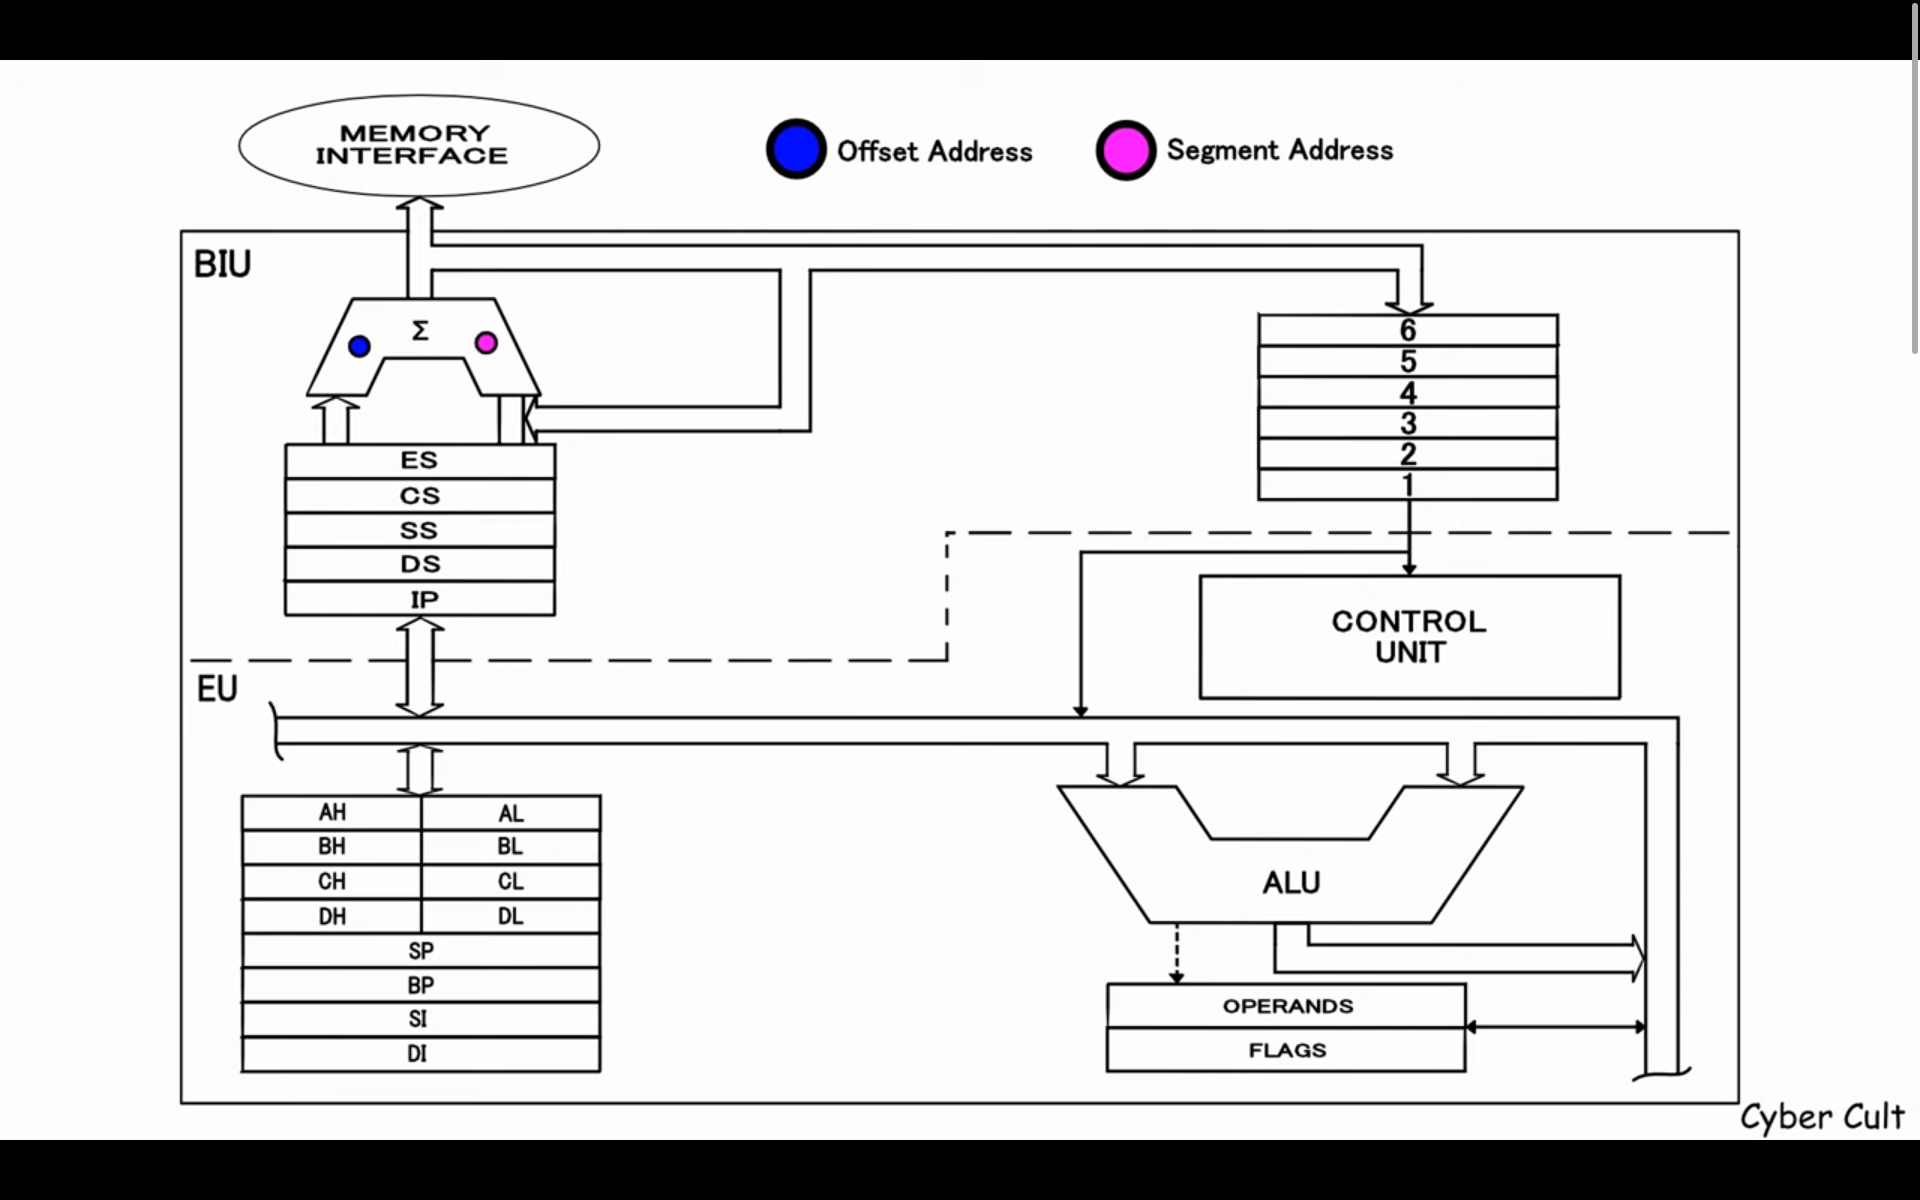 MEMORY
INTERFACE
Offset Address
Segment Address
BIU
Σ
6
5
4
3
2
1
ES
CS
SS
DS
IP
CONTROL
UNIT
EU
AH AL
BH BL
CH CL
DH DL
SP
BP
SI
DI
ALU
OPERANDS
FLAGS
Cyber Cult